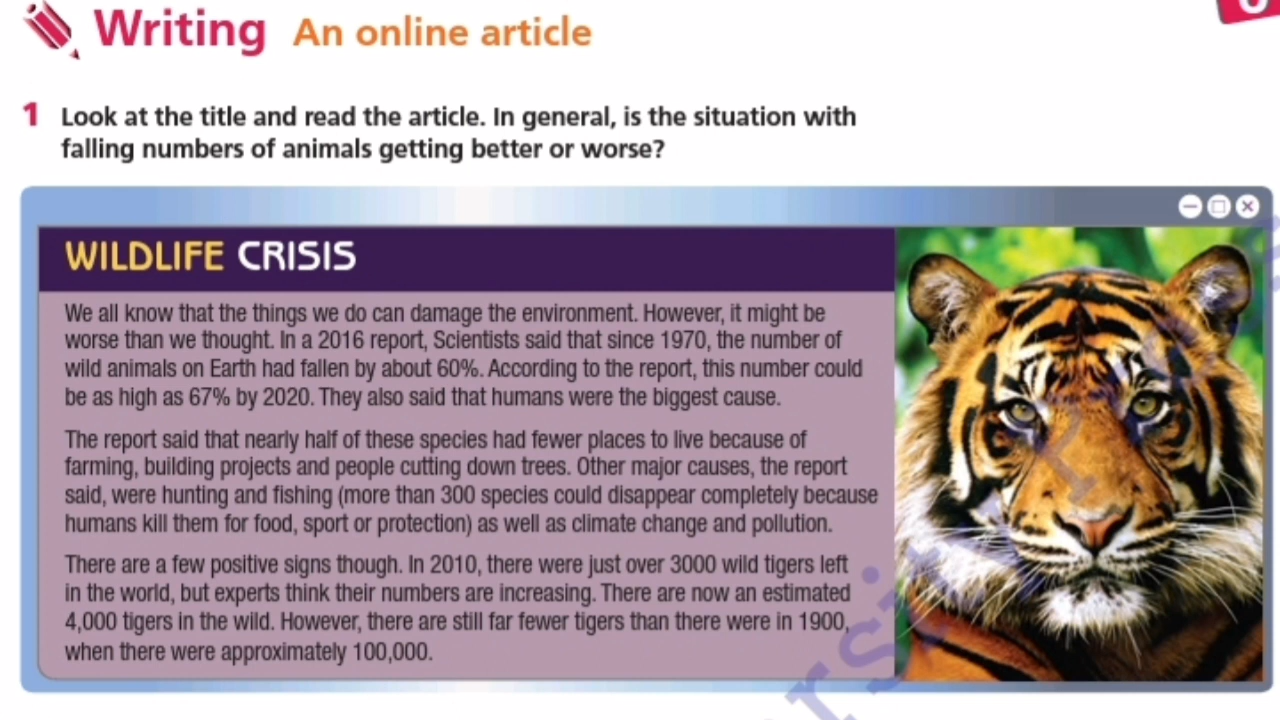 Writing An online article
1 Look at the title and read the article. In general, is the situation with
falling numbers of animals getting better or worse?
WILDLIFE CRISIS
We all know that the things we do can damage the environment. However, it might be
worse than we thought. In a 2016 report, Scientists said that since 1970, the number of
wild animals on Earth had fallen by about 60%. According to the report, this number could
be as high as 67% by 2020. They also said that humans were the biggest cause.
The report said that nearly half of these species had fewer places to live because of
farming, building projects and people cutting down trees. Other major causes, the report
said, were hunting and fishing (more than 300 species could disappear completely because
humans kill them for food, sport or protection) as well as climate change and pollution.
There are a few positive signs though. In 2010, there were just over 3000 wild tigers left
in the world, but experts think their numbers are increasing. There are now an estimated
4,000 tigers in the wild. However, there are still far fewer tigers than there were in 1900,
when there were approximately 100,000.